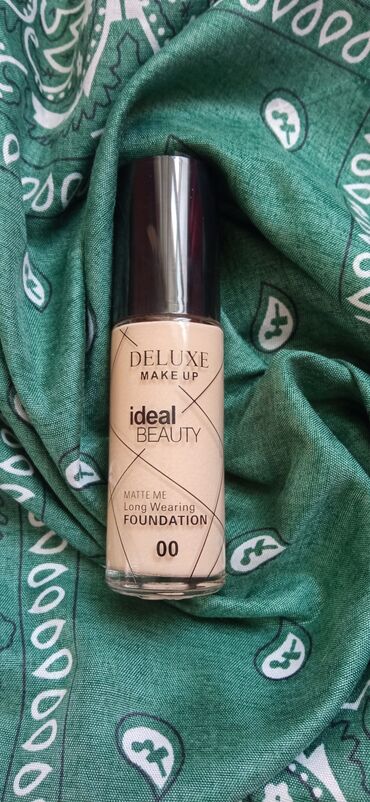 DELUXE
MAKE UP
ideal
BEAUTY
MATTE ME
Long Wearing
FOUNDATION
00